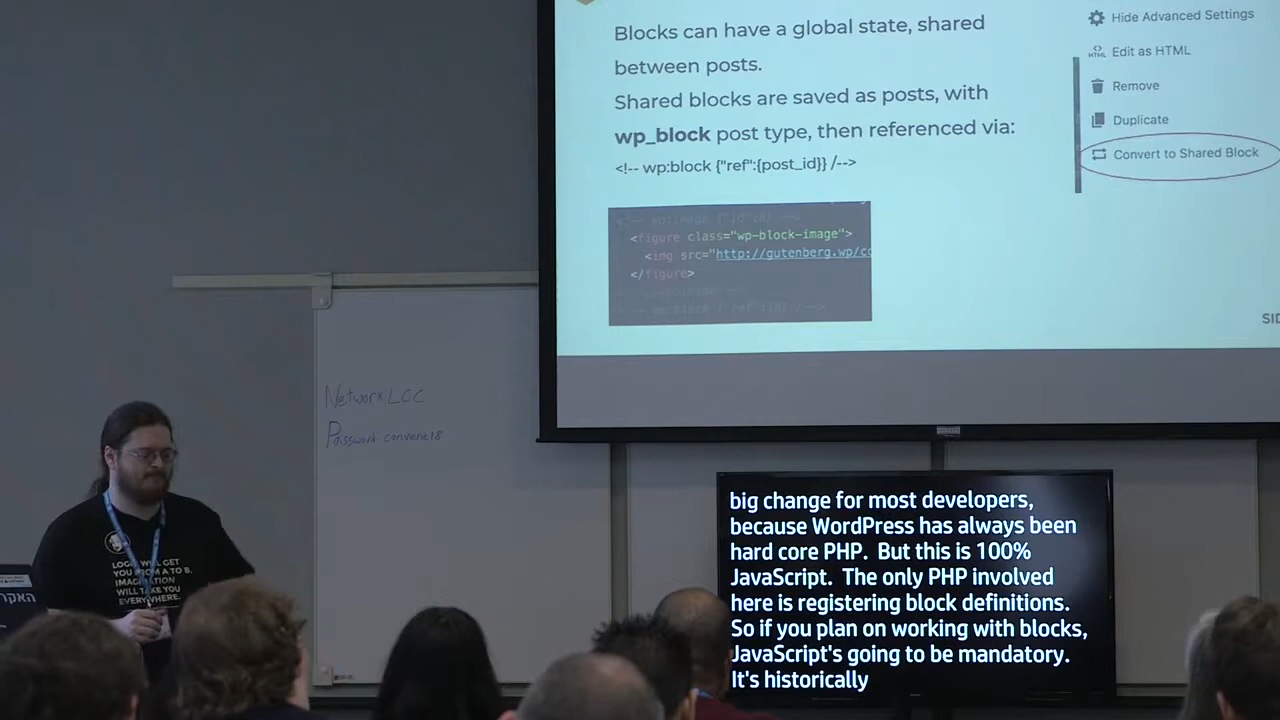 Blocks can have a global state, shared
between posts.
Shared blocks are saved as posts, with
wp_block post type, then referenced via:
<!-- wp:block {"ref":{post_id}} /-->
<figure class="wp-block-image">
<img src="http://gutenberg.wp/co
</figure>
Hide Advanced Settings
Edit as HTML
Remove
Duplicate
Convert to Shared Block
SID
Network LCC
Password convene18
LOGIC WILL GET
YOU FROM A TO B,
IMAGINATION
WILL TAKE YOU
EVERYWHERE.
big change for most developers,
because WordPress has always been
hard core PHP. But this is 100%
JavaScript. The only PHP involved
here is registering block definitions.
So if you plan on working with blocks,
JavaScript's going to be mandatory.
It's historically